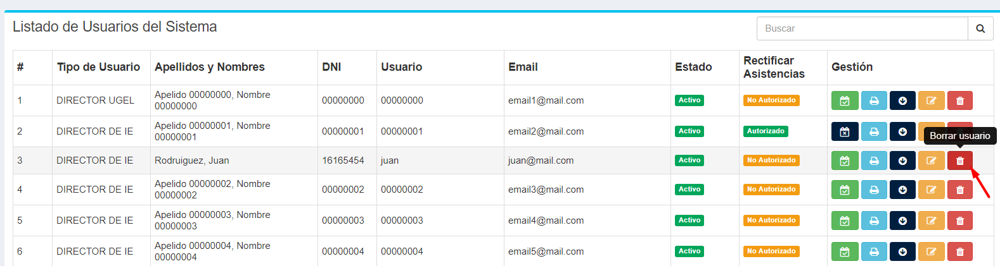 Listado de Usuarios del Sistema
Buscar
# Tipo de Usuario Apellidos y Nombres DNI Usuario Email Estado Rectificar Asistencias Gestión
1 DIRECTOR UGEL Apelido 00000000, Nombre 00000000 00000000 00000000 email1@mail.com Activo No Autorizado
2 DIRECTOR DE IE Apelido 00000001, Nombre 00000001 00000001 00000001 email2@mail.com Activo Autorizado
Borrar usuario
3 DIRECTOR DE IE Rodruiguez, Juan 16165454 juan juan@mail.com Activo No Autorizado
4 DIRECTOR DE IE Apelido 00000002, Nombre 00000002 00000002 00000002 email3@mail.com Activo No Autorizado
5 DIRECTOR DE IE Apelido 00000003, Nombre 00000003 00000003 00000003 email4@mail.com Activo No Autorizado
6 DIRECTOR DE IE Apelido 00000004, Nombre 00000004 00000004 00000004 email5@mail.com Activo No Autorizado